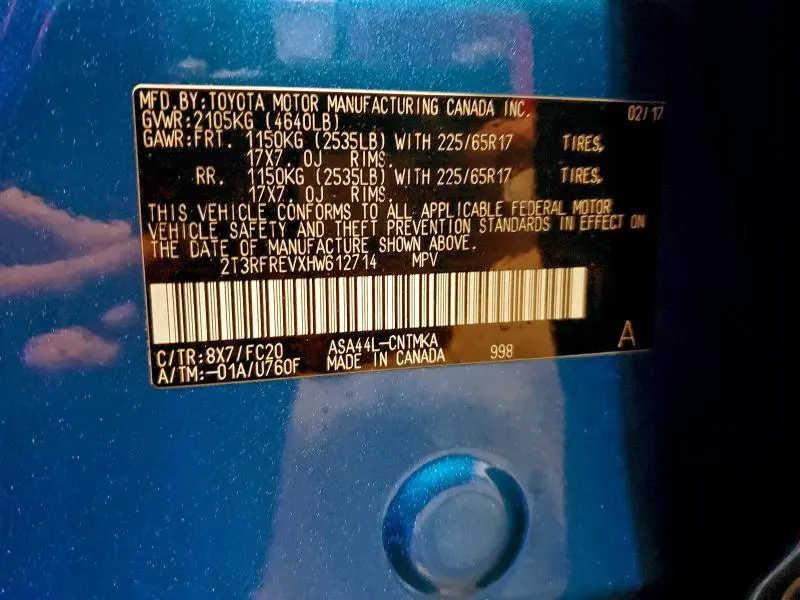 MFD.BY:TOYOTA MOTOR MANUFACTURING CANADA INC. 02/17
GVWR:2105KG (4640LB)
GAWR:FRT. 1150KG (2535LB) WITH 225/65R17 TIRES,
17X7. OJ RIMS.
RR. 1150KG (2535LB) WITH 225/65R17 TIRES,
17X7. OJ RIMS.
THIS VEHICLE CONFORMS TO ALL APPLICABLE FEDERAL MOTOR
VEHICLE SAFETY AND THEFT PREVENTION STANDARDS IN EFFECT ON
THE DATE OF MANUFACTURE SHOWN ABOVE.
2T3RFREVXHW612714 MPV
A
C/TR:8X7/FC20 ASA44L-CNTMKA
A/TM:-01A/U760F MADE IN CANADA 998